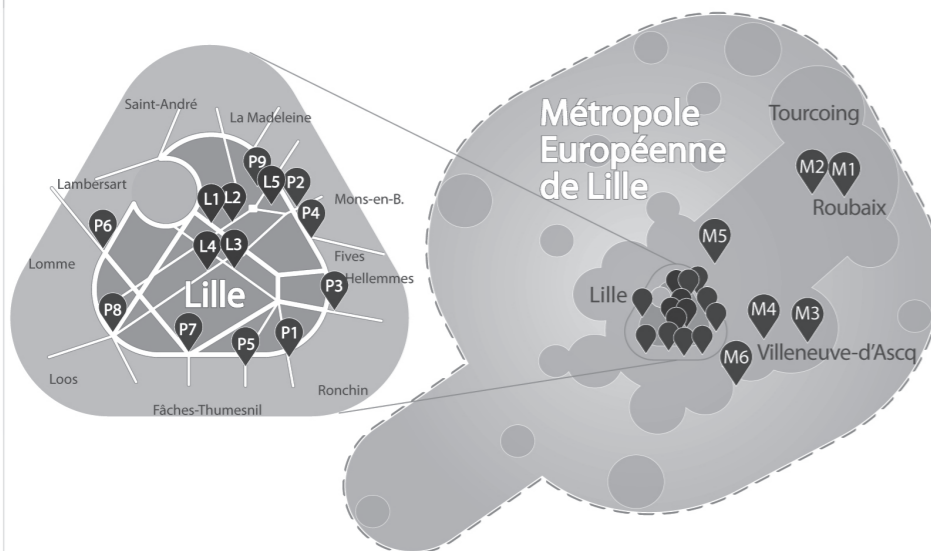 Saint-André
La Madeleine
P9
L5
P2
Lambersart
L1
L2
Mons-en-B.
P4
P6
L4
L3
Fives
Lomme
Hellemmes
Lille
P3
P8
P7
P5
P1
Loos
Ronchin
Fâches-Thumesnil
Métropole
Européenne
de Lille
Tourcoing
M2
M1
Roubaix
M5
Lille
M4
M3
Villeneuve-d'Ascq
M6